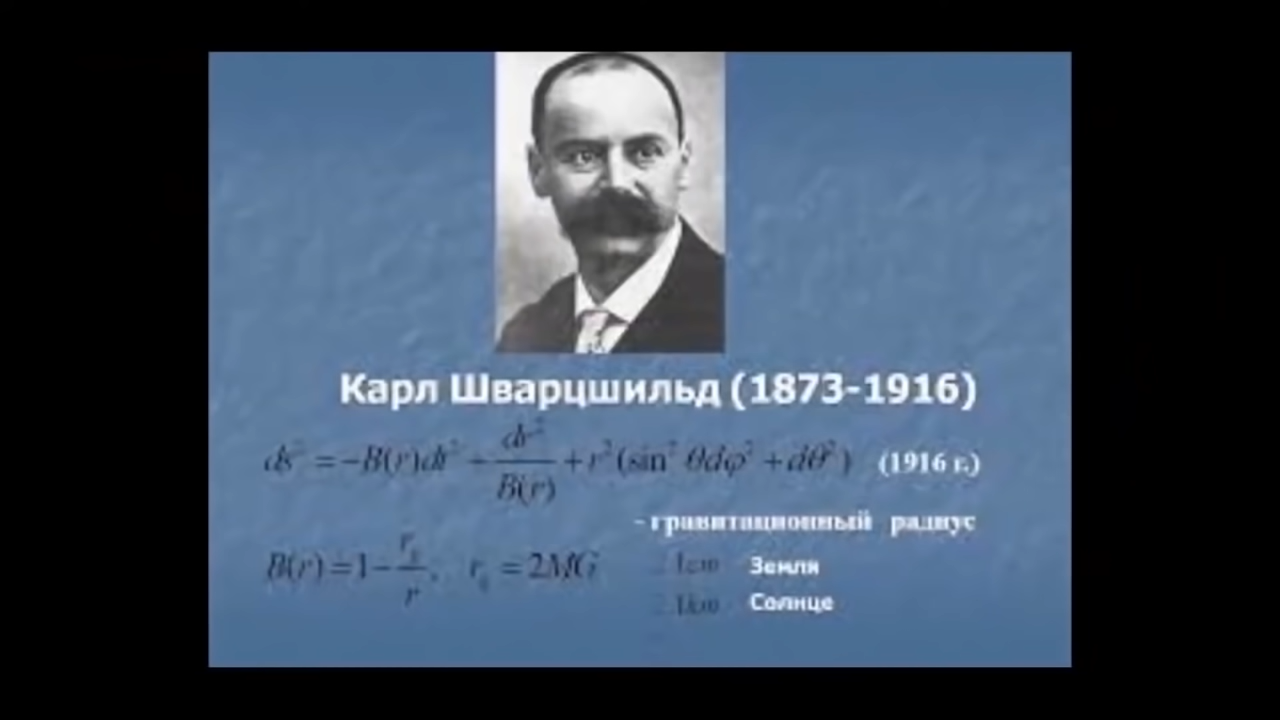 Карл Шварцшильд (1873-1916)
ds² = -B(r)dt² + dr²/B(r) + r²(sin² θdφ² + dθ²) (1916 г.)
- гравитационный радиус
B(r) = 1 - r_g/r, r_g = 2MG
1cm Земля
Солнце